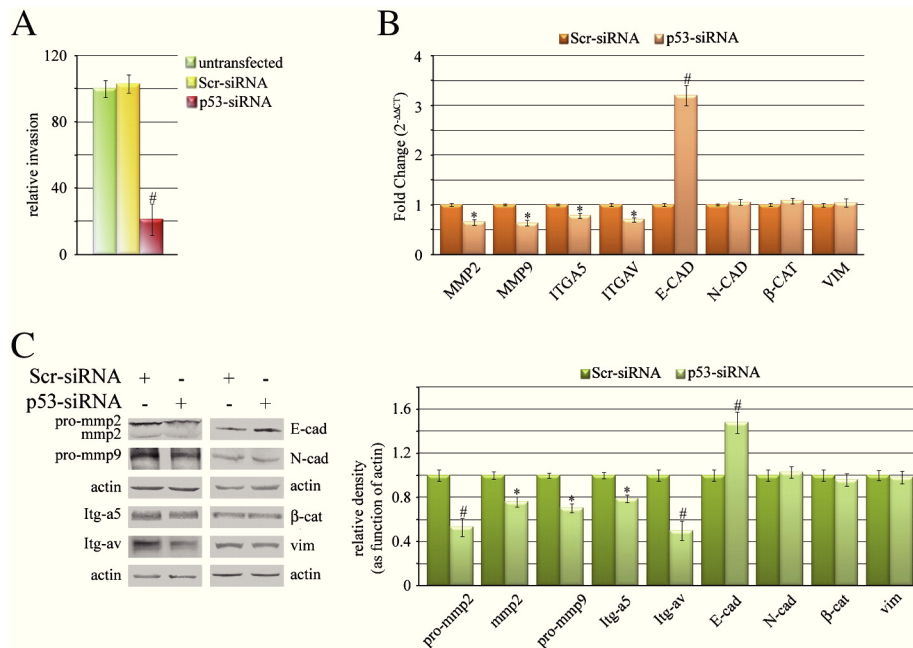 A
120
80
40
0
relative invasion
untransfected
Scr-siRNA
p53-siRNA
#
B
Scr-siRNA p53-siRNA
Fold Change (2-ΔΔCT)
4
3
2
1
0
* * * * #
MMP2 MMP9 ITGA5 ITGAV E-CAD N-CAD β-CAT VIM
C
Scr-siRNA + - + -
p53-siRNA - + - +
pro-mmp2
mmp2
E-cad
pro-mmp9 N-cad
actin actin
Itg-a5 β-cat
Itg-av vim
actin actin
Scr-siRNA p53-siRNA
relative density
(as function of actin)
1.6
1.2
0.8
0.4
0
# * * * # #
pro-mmp2 mmp2 pro-mmp9 Itg-a5 Itg-av E-cad N-cad β-cat vim